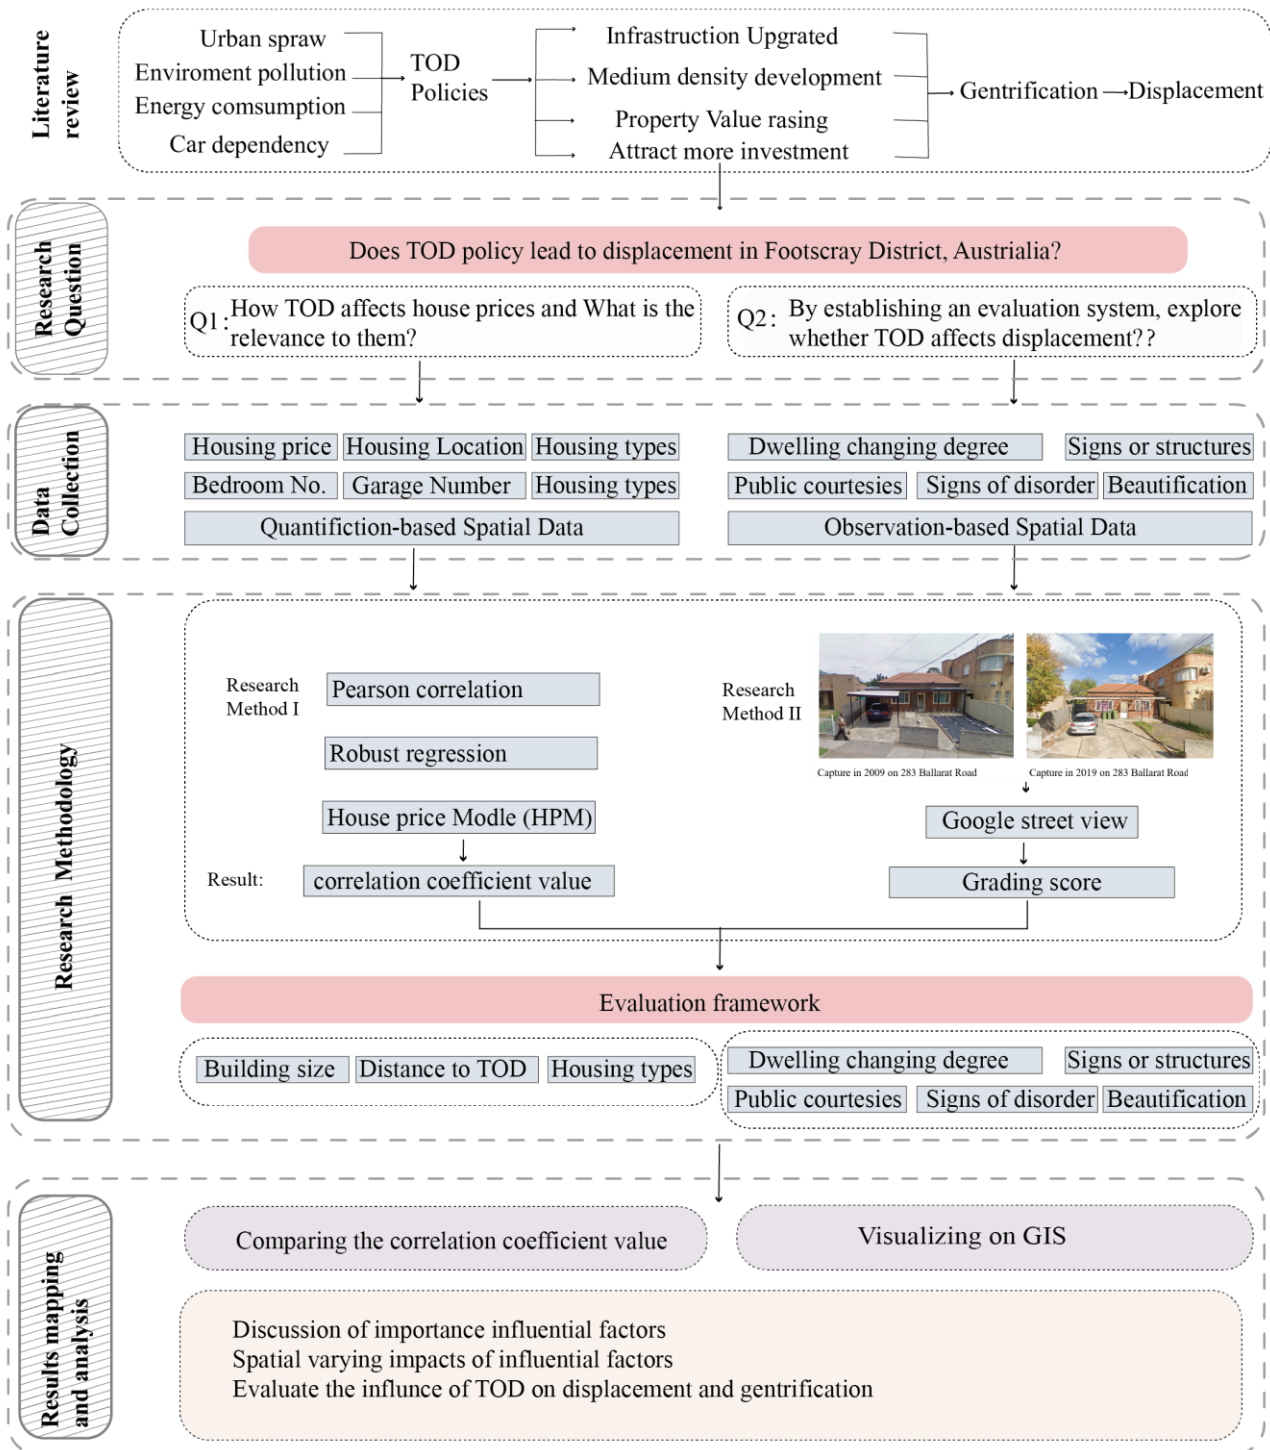 Literature
review
Urban spraw
Enviroment pollution
Energy comsumption
Car dependency
TOD
Policies
Infrastruction Upgrated
Medium density development
Property Value rasing
Attract more investment
Gentrification
Displacement
Research
Question
Does TOD policy lead to displacement in Footscray District, Austrialia?
Q1: How TOD affects house prices and What is the
relevance to them?
Q2: By establishing an evaluation system, explore
whether TOD affects displacement??
Data
Collection
Housing price
Housing Location
Housing types
Bedroom No.
Garage Number
Housing types
Quantifiction-based Spatial Data
Dwelling changing degree
Signs or structures
Public courtesies
Signs of disorder
Beautification
Observation-based Spatial Data
Research Methodology
Research
Method I
Pearson correlation
Robust regression
House price Modle (HPM)
Result:
correlation coefficient value
Research
Method II
Capture in 2009 on 283 Ballarat Road
Capture in 2019 on 283 Ballarat Road
Google street view
Grading score
Evaluation framework
Building size
Distance to TOD
Housing types
Dwelling changing degree
Signs or structures
Public courtesies
Signs of disorder
Beautification
Results mapping
and analysis
Comparing the correlation coefficient value
Visualizing on GIS
Discussion of importance influential factors
Spatial varying impacts of influential factors
Evaluate the influnce of TOD on displacement and gentrification